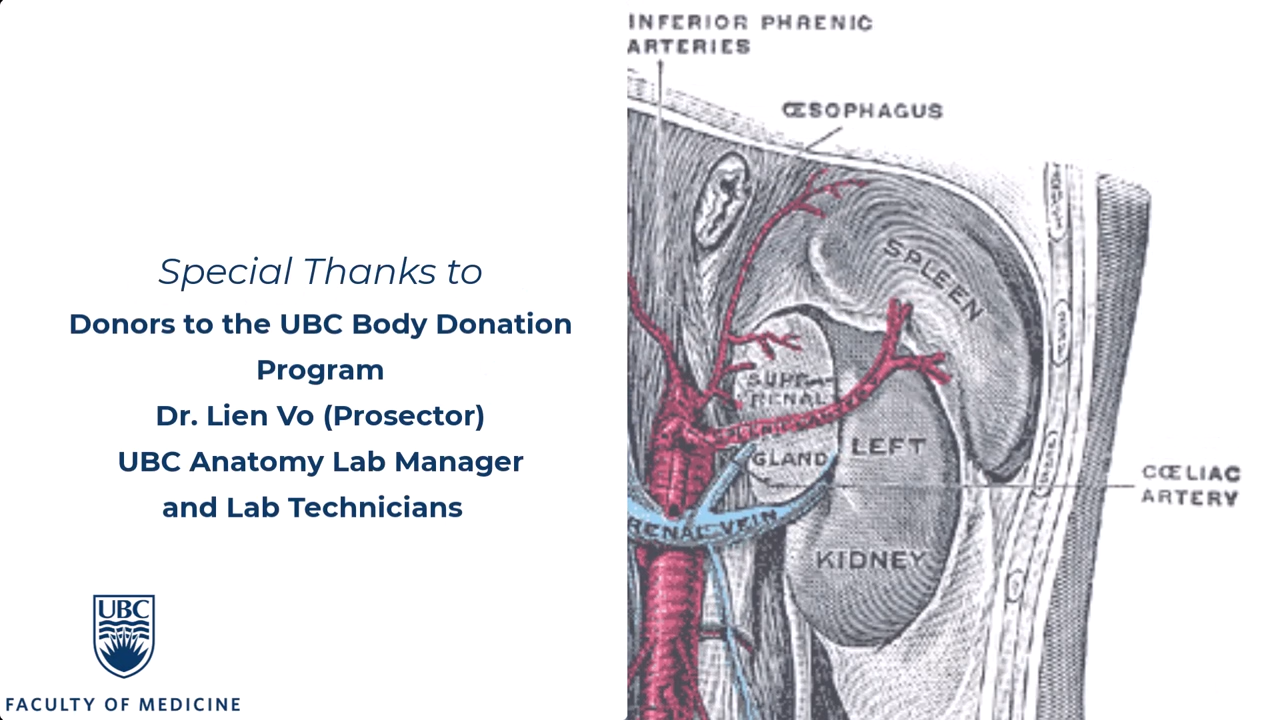 Special Thanks to
Donors to the UBC Body Donation
Program
Dr. Lien Vo (Prosector)
UBC Anatomy Lab Manager
and Lab Technicians
UBC
FACULTY OF MEDICINE
INFERIOR PHRENIC
ARTERIES
ŒSOPHAGUS
SPLEEN
SUPRA-
RENAL
GLAND
LEFT
KIDNEY
RENAL VEIN
CŒLIAC
ARTERY